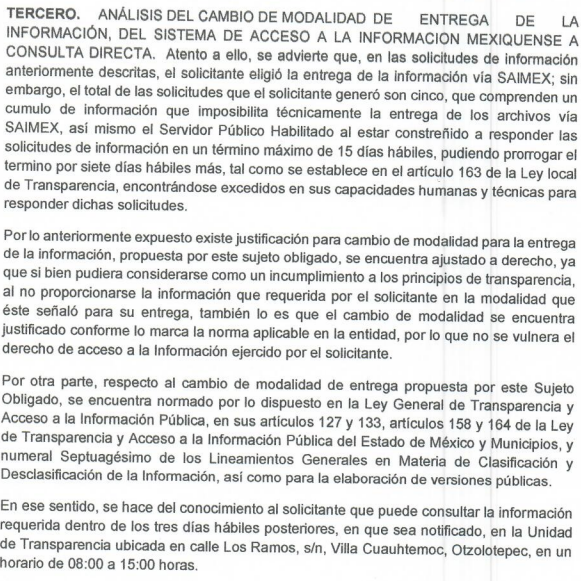 TERCERO. ANÁLISIS DEL CAMBIO DE MODALIDAD DE ENTREGA DE LA
INFORMACIÓN, DEL SISTEMA DE ACCESO A LA INFORMACION MEXIQUENSE A
CONSULTA DIRECTA. Atento a ello, se advierte que, en las solicitudes de información
anteriormente descritas, el solicitante eligió la entrega de la información vía SAIMEX; sin
embargo, el total de las solicitudes que el solicitante generó son cinco, que comprenden un
cumulo de información que imposibilita técnicamente la entrega de los archivos vía
SAIMEX, así mismo el Servidor Público Habilitado al estar constreñido a responder las
solicitudes de información en un término máximo de 15 días hábiles, pudiendo prorrogar el
termino por siete días hábiles más, tal como se establece en el artículo 163 de la Ley local
de Transparencia, encontrándose excedidos en sus capacidades humanas y técnicas para
responder dichas solicitudes.
Por lo anteriormente expuesto existe justificación para cambio de modalidad para la entrega
de la información, propuesta por este sujeto obligado, se encuentra ajustado a derecho, ya
que si bien pudiera considerarse como un incumplimiento a los principios de transparencia,
al no proporcionarse la información que requerida por el solicitante en la modalidad que
éste señaló para su entrega, también lo es que el cambio de modalidad se encuentra
justificado conforme lo marca la norma aplicable en la entidad, por lo que no se vulnera el
derecho de acceso a la Información ejercido por el solicitante.
Por otra parte, respecto al cambio de modalidad de entrega propuesta por este Sujeto
Obligado, se encuentra normado por lo dispuesto en la Ley General de Transparencia y
Acceso a la Información Pública, en sus artículos 127 y 133, artículos 158 y 164 de la Ley
de Transparencia y Acceso a la Información Pública del Estado de México y Municipios, y
numeral Septuagésimo de los Lineamientos Generales en Materia de Clasificación y
Desclasificación de la Información, así como para la elaboración de versiones públicas.
En ese sentido, se hace del conocimiento al solicitante que puede consultar la información
requerida dentro de los tres días hábiles posteriores, en que sea notificado, en la Unidad
de Transparencia ubicada en calle Los Ramos, s/n, Villa Cuauhtemoc, Otzolotepec, en un
horario de 08:00 a 15:00 horas.